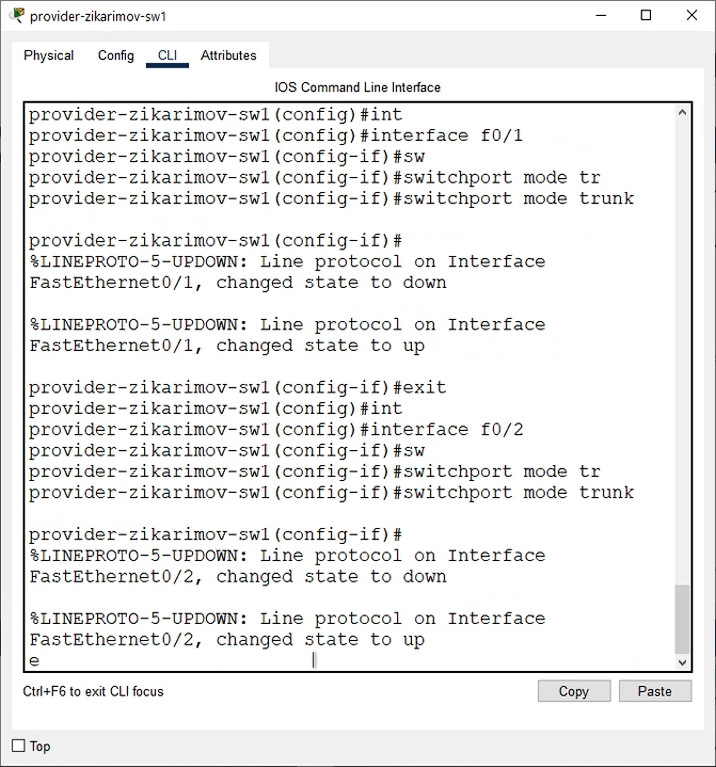 provider-zikarimov-sw1
Physical Config CLI Attributes
IOS Command Line Interface
provider-zikarimov-sw1(config)#int
provider-zikarimov-sw1(config)#interface f0/1
provider-zikarimov-sw1(config-if)#sw
provider-zikarimov-sw1(config-if)#switchport mode tr
provider-zikarimov-sw1(config-if)#switchport mode trunk
provider-zikarimov-sw1(config-if)#
%LINEPROTO-5-UPDOWN: Line protocol on Interface
FastEthernet0/1, changed state to down
%LINEPROTO-5-UPDOWN: Line protocol on Interface
FastEthernet0/1, changed state to up
provider-zikarimov-sw1(config-if)#exit
provider-zikarimov-sw1(config)#int
provider-zikarimov-sw1(config)#interface f0/2
provider-zikarimov-sw1(config-if)#sw
provider-zikarimov-sw1(config-if)#switchport mode tr
provider-zikarimov-sw1(config-if)#switchport mode trunk
provider-zikarimov-sw1(config-if)#
%LINEPROTO-5-UPDOWN: Line protocol on Interface
FastEthernet0/2, changed state to down
%LINEPROTO-5-UPDOWN: Line protocol on Interface
FastEthernet0/2, changed state to up
e
Ctrl+F6 to exit CLI focus
Copy Paste
Top